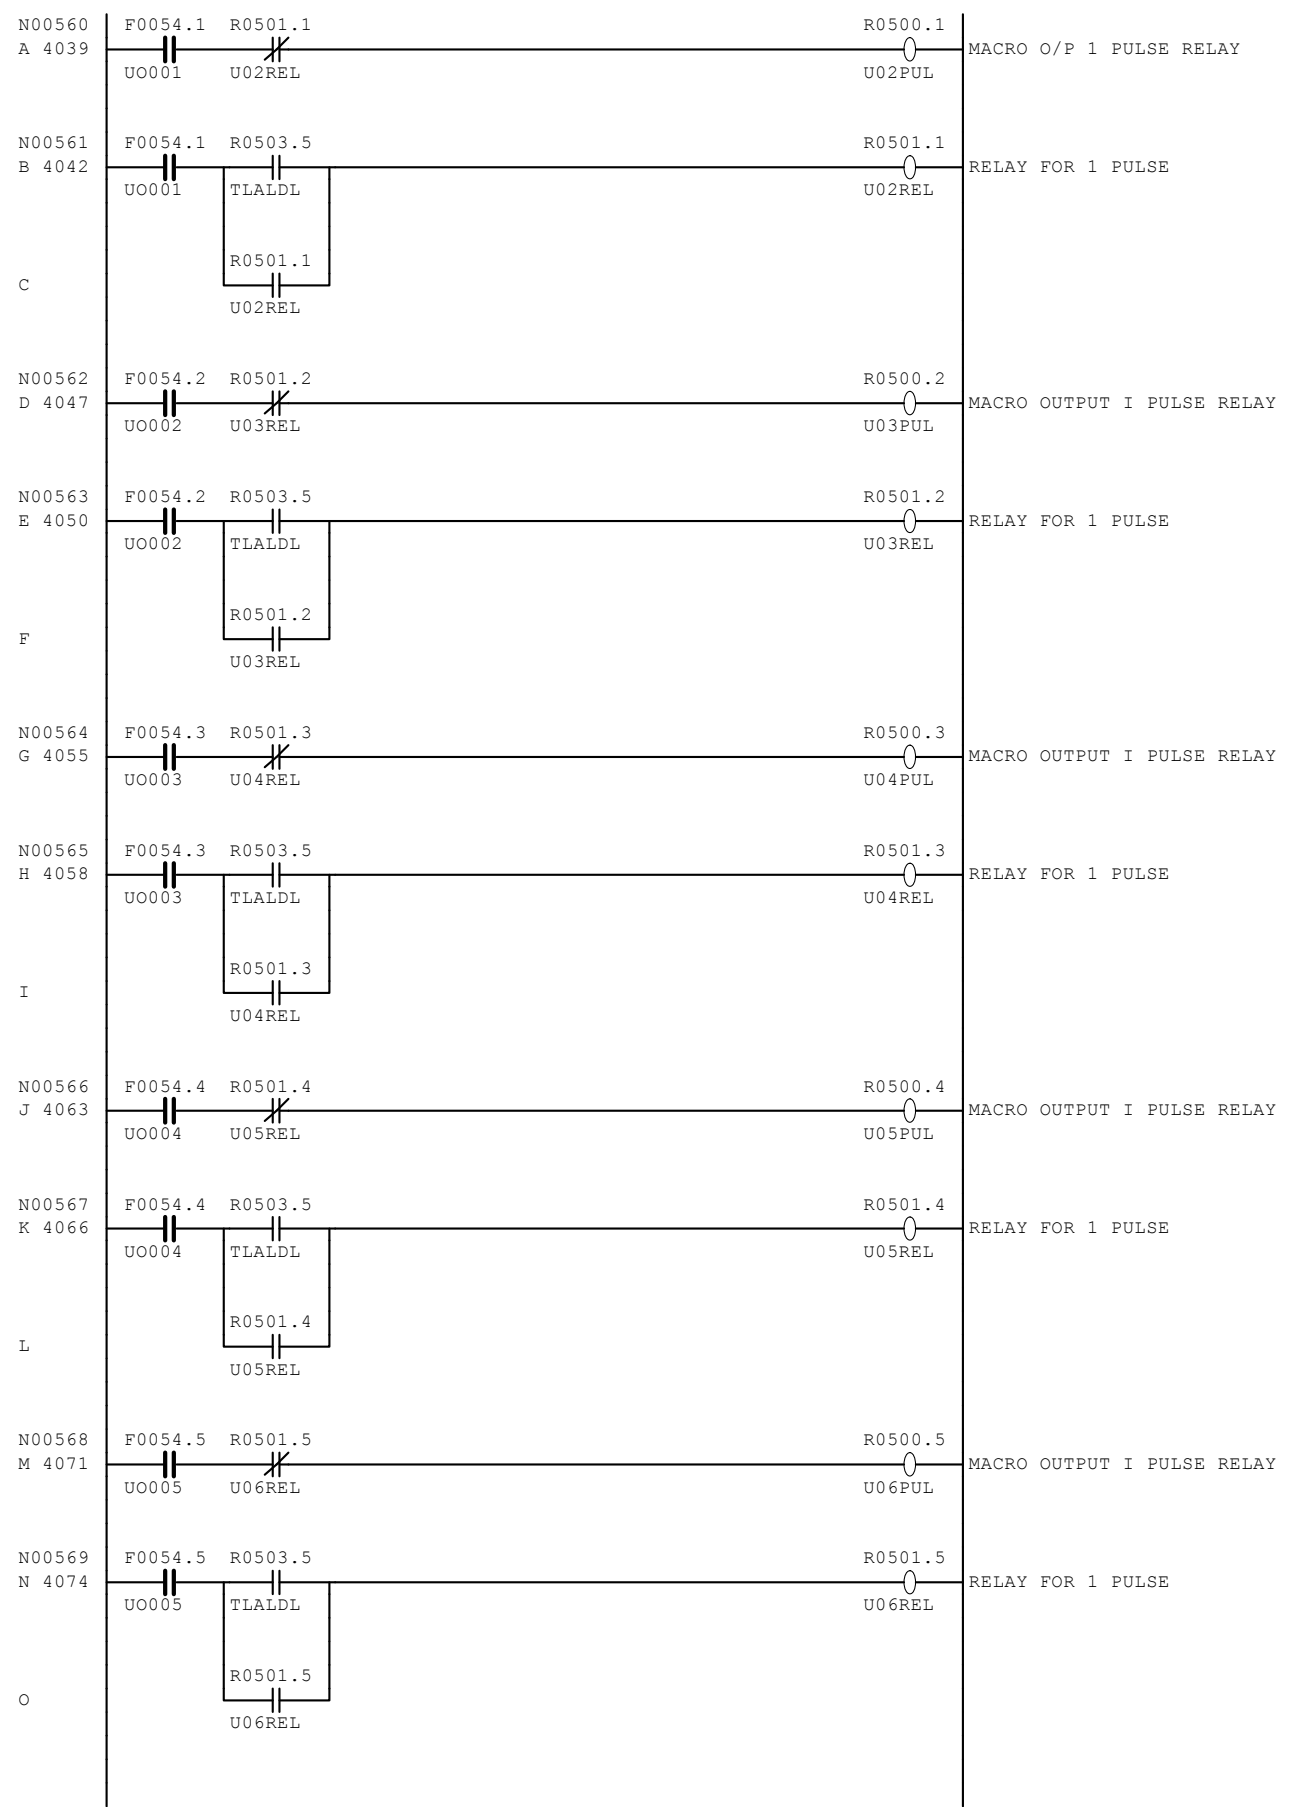 N00560 F0054.1 R0501.1 R0500.1
A 4039 MACRO O/P 1 PULSE RELAY
UO001 U02REL U02PUL
N00561 F0054.1 R0503.5 R0501.1
B 4042 RELAY FOR 1 PULSE
UO001 TLALDL U02REL
R0501.1
C
U02REL
N00562 F0054.2 R0501.2 R0500.2
D 4047 MACRO OUTPUT I PULSE RELAY
UO002 U03REL U03PUL
N00563 F0054.2 R0503.5 R0501.2
E 4050 RELAY FOR 1 PULSE
UO002 TLALDL U03REL
R0501.2
F
U03REL
N00564 F0054.3 R0501.3 R0500.3
G 4055 MACRO OUTPUT I PULSE RELAY
UO003 U04REL U04PUL
N00565 F0054.3 R0503.5 R0501.3
H 4058 RELAY FOR 1 PULSE
UO003 TLALDL U04REL
R0501.3
I
U04REL
N00566 F0054.4 R0501.4 R0500.4
J 4063 MACRO OUTPUT I PULSE RELAY
UO004 U05REL U05PUL
N00567 F0054.4 R0503.5 R0501.4
K 4066 RELAY FOR 1 PULSE
UO004 TLALDL U05REL
R0501.4
L
U05REL
N00568 F0054.5 R0501.5 R0500.5
M 4071 MACRO OUTPUT I PULSE RELAY
UO005 U06REL U06PUL
N00569 F0054.5 R0503.5 R0501.5
N 4074 RELAY FOR 1 PULSE
UO005 TLALDL U06REL
R0501.5
O
U06REL